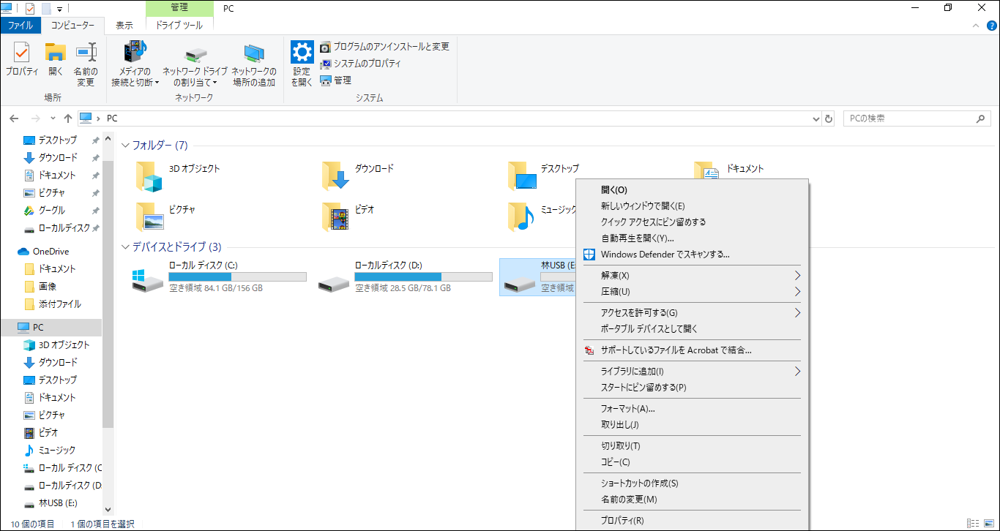 管理
PC
ファイル
コンピューター
表示
ドライブ ツール
プロパティ
開く
名前の
変更
場所
メディアの
接続と切断
ネットワーク ドライブ
の割り当て
ネットワークの
場所の追加
ネットワーク
設定
を開く
プログラムのアンインストールと変更
システムのプロパティ
管理
システム
PC
PCの検索
デスクトップ
ダウンロード
ドキュメント
ピクチャ
グーグル
ローカルディスク
OneDrive
ドキュメント
画像
添付ファイル
PC
3D オブジェクト
ダウンロード
デスクトップ
ドキュメント
ピクチャ
ビデオ
ミュージック
ローカル ディスク (C
ローカルディスク (D:
林USB (E:)
フォルダー (7)
3D オブジェクト
ダウンロード
デスクトップ
ドキュメント
ピクチャ
ビデオ
ミュージック
デバイスとドライブ (3)
ローカル ディスク (C:)
空き領域 84.1 GB/156 GB
ローカルディスク (D:)
空き領域 28.5 GB/78.1 GB
林USB (E:
空き領域
開く(O)
新しいウィンドウで開く(E)
クイック アクセスにピン留めする
自動再生を開く(Y)...
Windows Defender でスキャンする...
解凍(X)
圧縮(U)
アクセスを許可する(G)
ポータブル デバイスとして開く
サポートしているファイルを Acrobat で結合...
ライブラリに追加(I)
スタートにピン留めする(P)
フォーマット(A)...
取り出し(J)
切り取り(T)
コピー(C)
ショートカットの作成(S)
名前の変更(M)
プロパティ(R)
10 個の項目
1 個の項目を選択